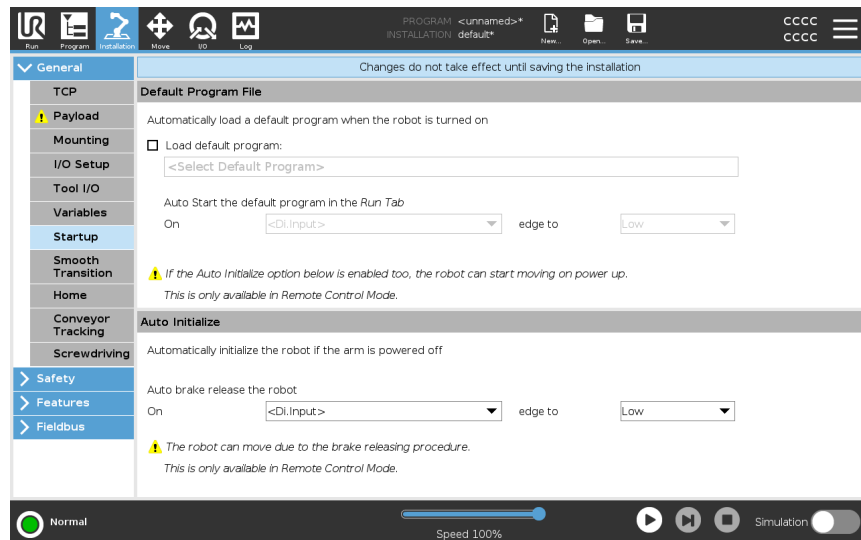 UR
Run
Program
Installation
Move
I/O
Log
PROGRAM <unnamed>*
INSTALLATION default*
New...
Open...
Save...
CCCC
CCCC
General
Changes do not take effect until saving the installation
TCP
Payload
Mounting
I/O Setup
Tool I/O
Variables
Startup
Smooth
Transition
Home
Conveyor
Tracking
Screwdriving
Safety
Features
Fieldbus
Default Program File
Automatically load a default program when the robot is turned on
Load default program:
<Select Default Program>
Auto Start the default program in the Run Tab
On <Di.Input> edge to Low
If the Auto Initialize option below is enabled too, the robot can start moving on power up.
This is only available in Remote Control Mode.
Auto Initialize
Automatically initialize the robot if the arm is powered off
Auto brake release the robot
On <Di.Input> edge to Low
The robot can move due to the brake releasing procedure.
This is only available in Remote Control Mode.
Normal
Speed 100%
Simulation